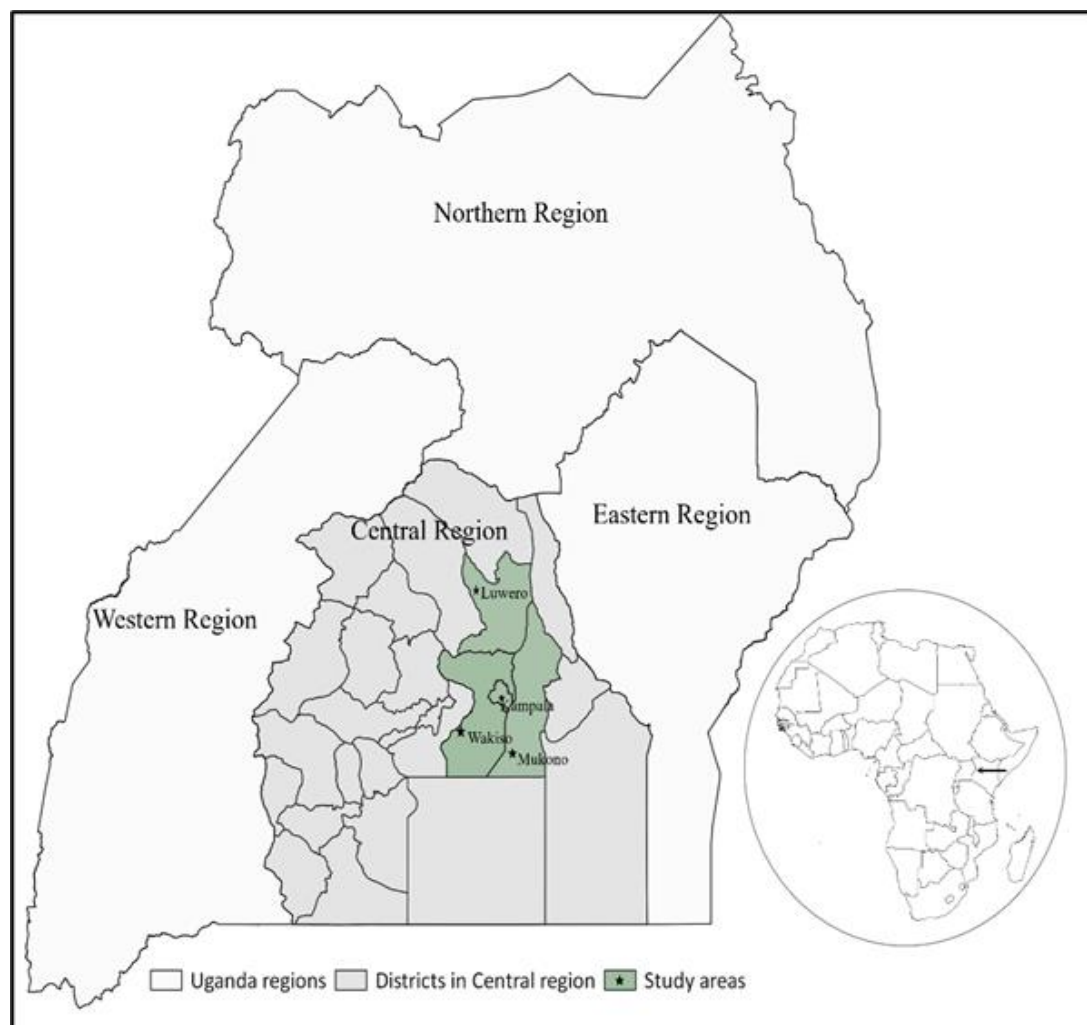 Northern Region
Central Region
Eastern Region
Western Region
Luwero
Kampala
Wakiso
Mukono
Uganda regions
Districts in Central region
Study areas